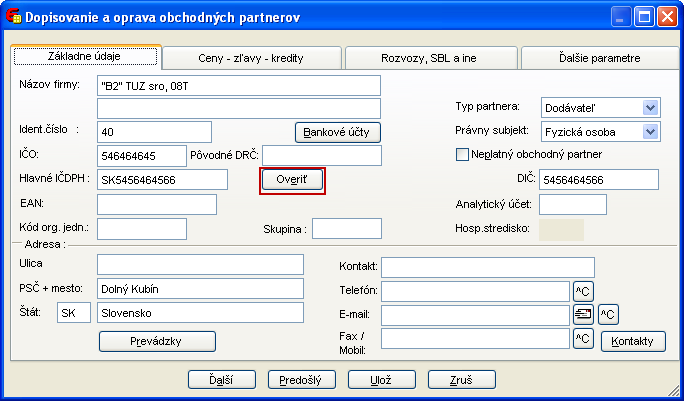 Dopisovanie a oprava obchodných partnerov
Základne údaje
Ceny - zľavy - kredity
Rozvozy, SBL a ine
Ďalšie parametre
Názov firmy: "B2" TUZ sro, 08T
Typ partnera: Dodávateľ
Ident.číslo : 40
Bankové účty
Právny subjekt: Fyzická osoba
IČO: 546464645 Pôvodné DRČ:
Neplatný obchodný partner
Hlavné IČDPH : SK5456464566
Overiť
DIČ: 5456464566
EAN:
Analytický účet:
Kód org. jedn.:
Skupina :
Hosp.stredisko:
Adresa :
Ulica
Kontakt:
PSČ + mesto: Dolný Kubín
Telefón: ^C
Štát: SK Slovensko
E-mail: ^C
Prevádzky
Fax / Mobil: ^C
Kontakty
Ďalší
Predošlý
Ulož
Zruš